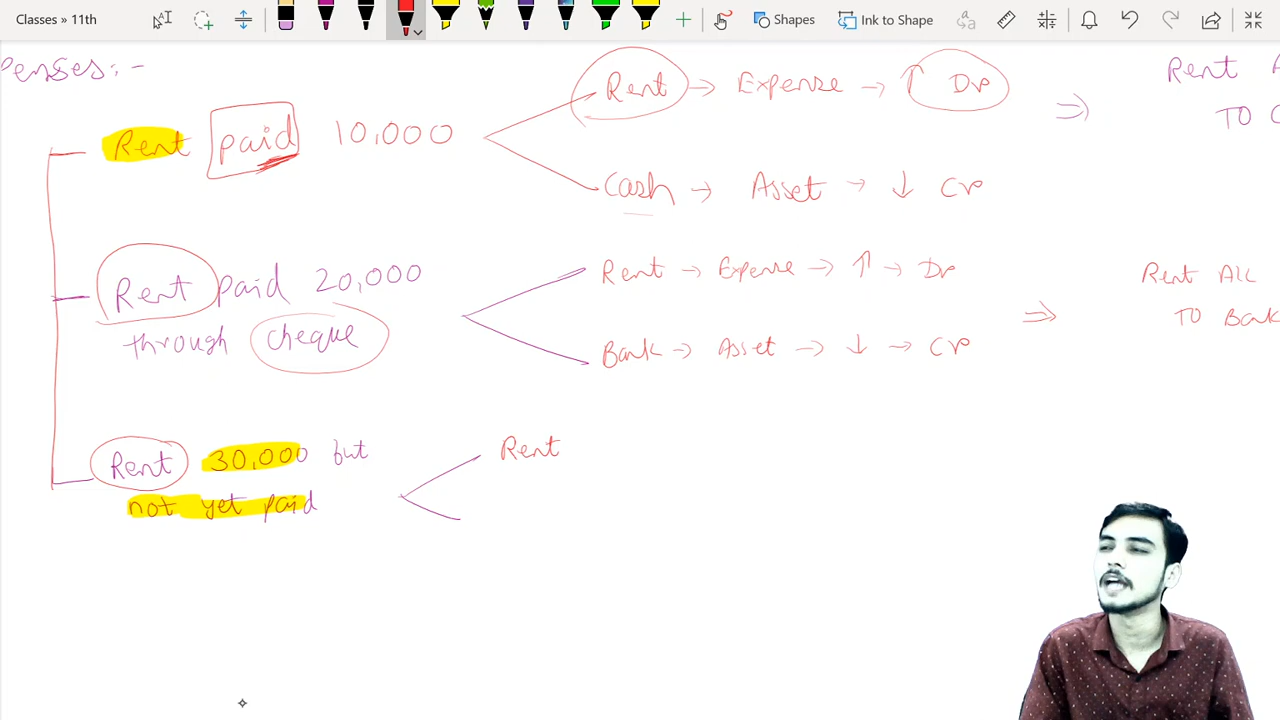 Classes » 11th
Shapes
Ink to Shape
penses:-
Rent paid 10,000
Rent → Expense → ↑ Dr
Cash → Asset → ↓ Cr
⇒
Rent A
TO C
Rent paid 20,000
through cheque
Rent → Expense → ↑ → Dr
Bank → Asset → ↓ → Cr
⇒
Rent A/c
TO Bank
Rent 30,000 but
not yet paid
Rent